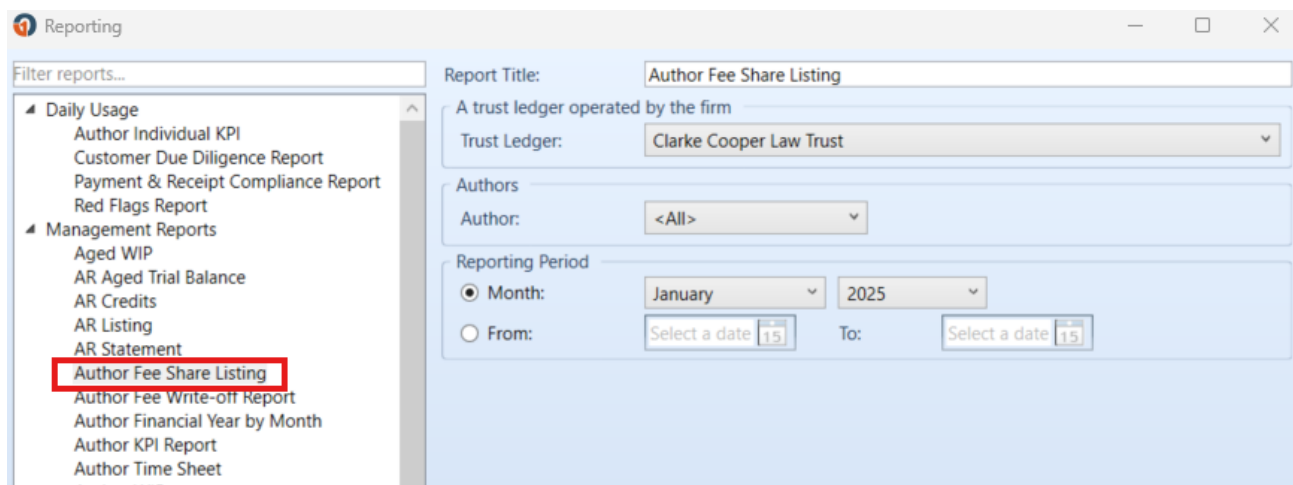 Reporting
Filter reports...
Daily Usage
Author Individual KPI
Customer Due Diligence Report
Payment & Receipt Compliance Report
Red Flags Report
Management Reports
Aged WIP
AR Aged Trial Balance
AR Credits
AR Listing
AR Statement
Author Fee Share Listing
Author Fee Write-off Report
Author Financial Year by Month
Author KPI Report
Author Time Sheet
Report Title: Author Fee Share Listing
A trust ledger operated by the firm
Trust Ledger: Clarke Cooper Law Trust
Authors
Author: <All>
Reporting Period
Month: January 2025
From: Select a date 15 To: Select a date 15